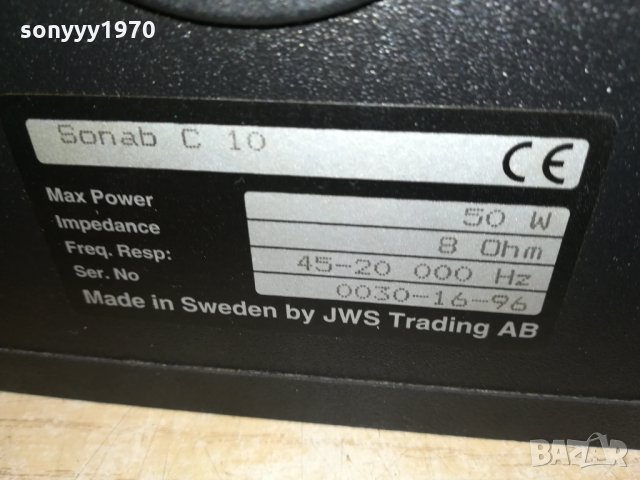 sonyyy1970
Sonab C 10
CE
Max Power 50 W
Impedance 8 Ohm
Freq. Resp: 45-20 000 Hz
Ser. No 0030-16-96
Made in Sweden by JWS Trading AB
BAZAR